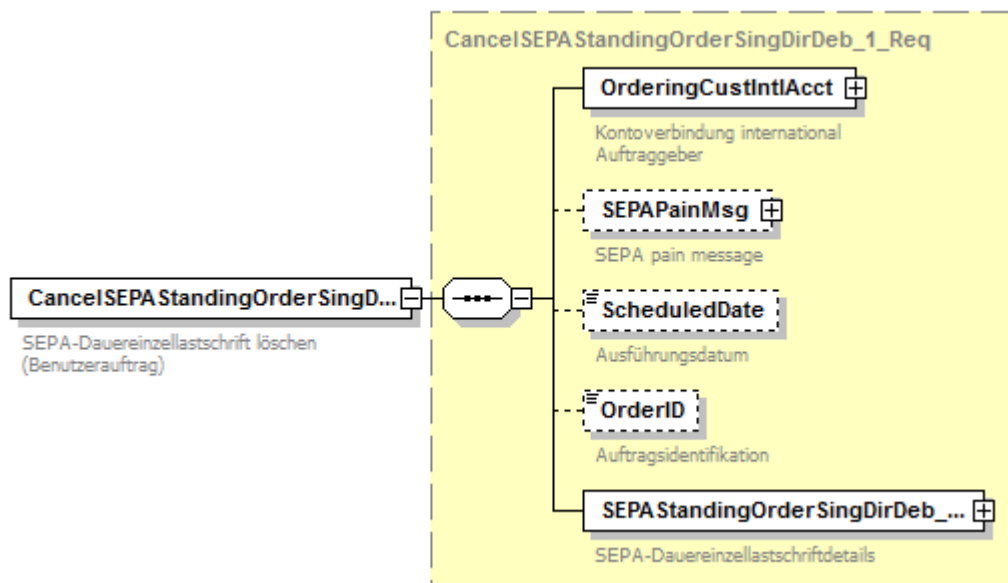 CancelSEPAStandingOrderSingDirDeb_1_Req
OrderingCustIntlAcct
Kontoverbindung international
Auftraggeber
SEPAPainMsg
SEPA pain message
CancelSEPAStandingOrderSingD...
SEPA-Dauereinzellastschrift löschen
(Benutzerauftrag)
ScheduledDate
Ausführungsdatum
OrderID
Auftragsidentifikation
SEPAStandingOrderSingDirDeb_...
SEPA-Dauereinzellastschriftdetails